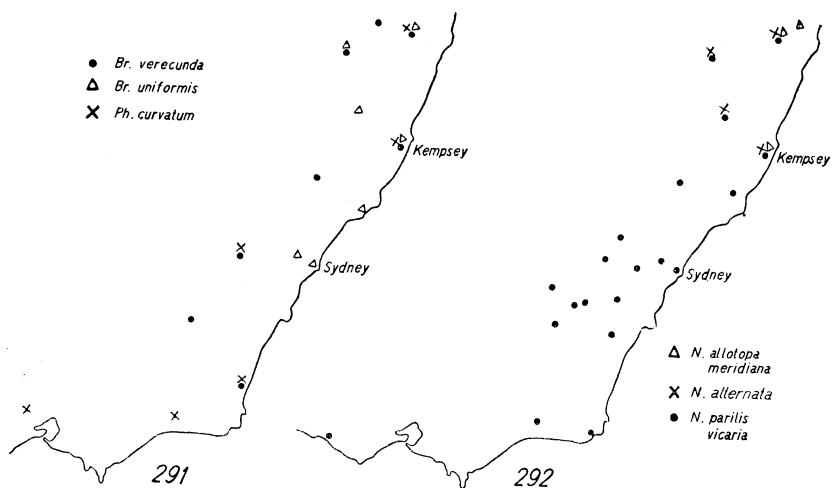 Br. verecunda
Br. uniformis
Ph. curvatum
Kempsey
Sydney
291
Kempsey
Sydney
N. allotopa
meridiana
N. alternata
N. parilis
vicaria
292